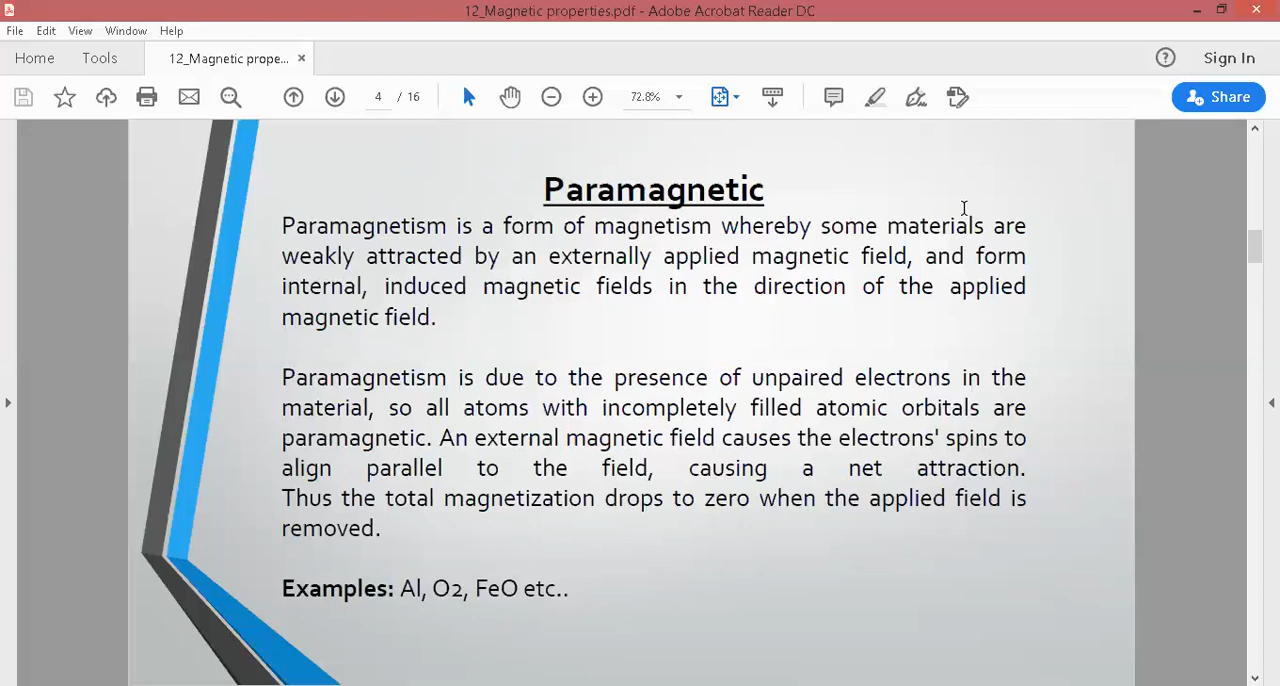 12_Magnetic properties.pdf - Adobe Acrobat Reader DC
File Edit View Window Help
Home Tools 12_Magnetic prope... × ? Sign In
4 / 16 72.8% Share
Paramagnetic
Paramagnetism is a form of magnetism whereby some materials are
weakly attracted by an externally applied magnetic field, and form
internal, induced magnetic fields in the direction of the applied
magnetic field.
Paramagnetism is due to the presence of unpaired electrons in the
material, so all atoms with incompletely filled atomic orbitals are
paramagnetic. An external magnetic field causes the electrons' spins to
align parallel to the field, causing a net attraction.
Thus the total magnetization drops to zero when the applied field is
removed.
Examples: Al, O2, FeO etc..